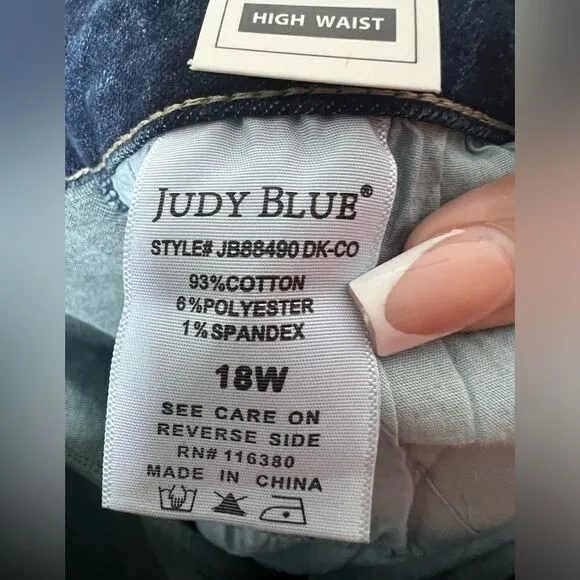 HIGH WAIST
JUDY BLUE®
STYLE# JB88490 DK-CO
93%COTTON
6%POLYESTER
1%SPANDEX
18W
SEE CARE ON
REVERSE SIDE
RN# 116380
MADE IN CHINA